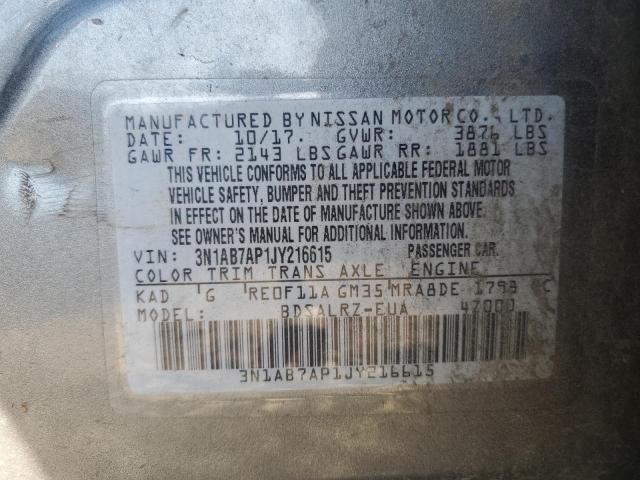 MANUFACTURED BY NISSAN MOTOR CO., LTD.
DATE: 10/17. GVWR: 3876 LBS
GAWR FR: 2143 LBS GAWR RR: 1881 LBS
THIS VEHICLE CONFORMS TO ALL APPLICABLE FEDERAL MOTOR
VEHICLE SAFETY, BUMPER AND THEFT PREVENTION STANDARDS
IN EFFECT ON THE DATE OF MANUFACTURE SHOWN ABOVE.
SEE OWNER'S MANUAL FOR ADDITIONAL INFORMATION.
VIN: 3N1AB7AP1JY216615 PASSENGER CAR.
COLOR TRIM TRANS AXLE ENGINE
KAD G RE0F11A GM35 MRA8DE 1798 C
MODEL: BDSALRZ-EUA 42000
3N1AB7AP1JY216615